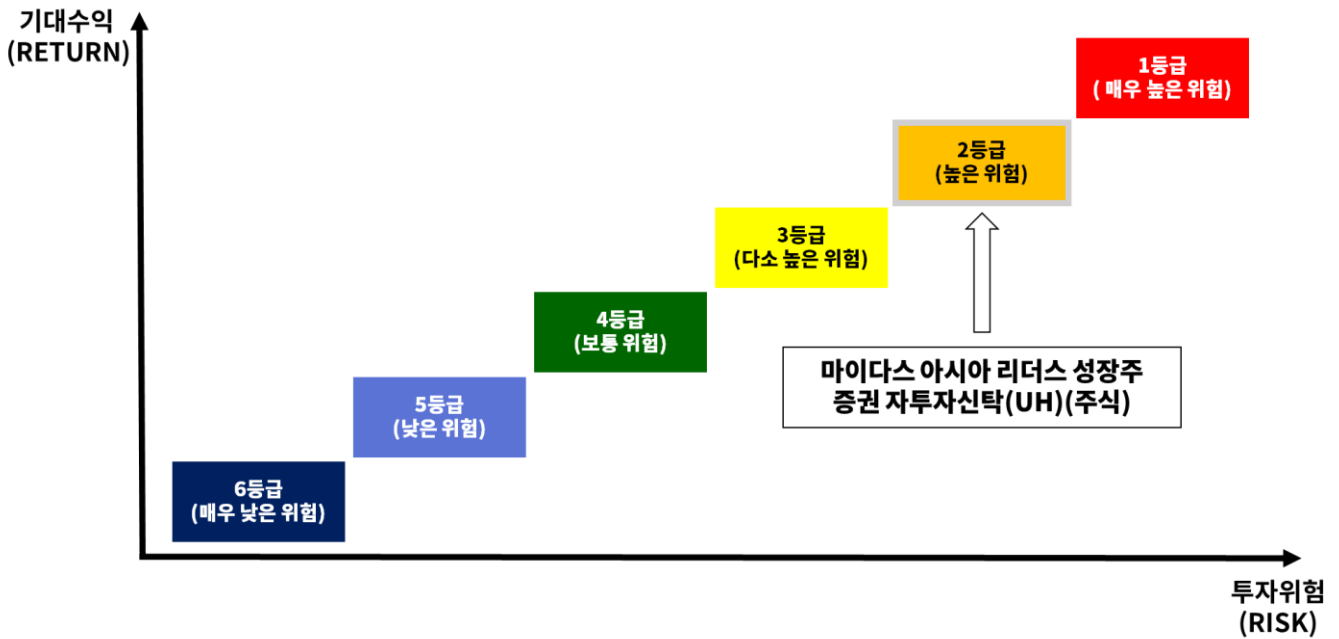 기대수익
(RETURN)
1등급
( 매우 높은 위험)
2등급
(높은 위험)
3등급
(다소 높은 위험)
4등급
(보통 위험)
마이다스 아시아 리더스 성장주
증권 자투자신탁(UH)(주식)
5등급
(낮은 위험)
6등급
(매우 낮은 위험)
투자위험
(RISK)